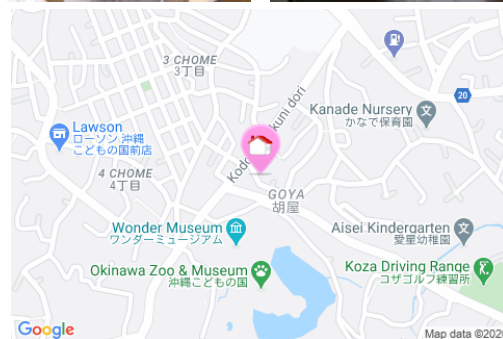 3 CHOME
3丁目
20
Kanade Nursery
かなで保育園
Lawson
ローソン 沖縄
こどもの国前店
Kodo
kuni dori
4 CHOME
4丁目
GOYA
胡屋
Wonder Museum
ワンダーミュージアム
Aisei Kindergarten
愛星幼稚園
Okinawa Zoo & Museum
沖縄こどもの国
Koza Driving Range
コザゴルフ練習所
Google
Map data ©202